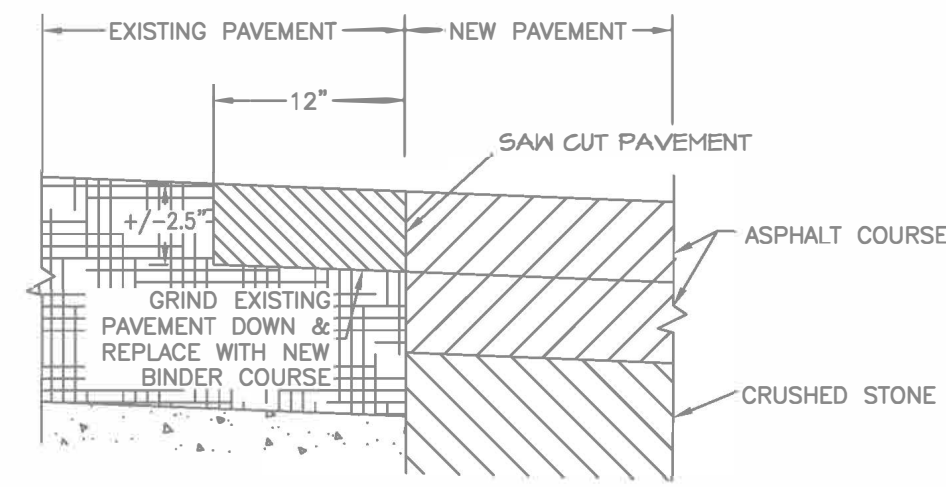 EXISTING PAVEMENT
NEW PAVEMENT
12"
SAW CUT PAVEMENT
+/-2.5"
ASPHALT COURSE
GRIND EXISTING
PAVEMENT DOWN &
REPLACE WITH NEW
BINDER COURSE
CRUSHED STONE